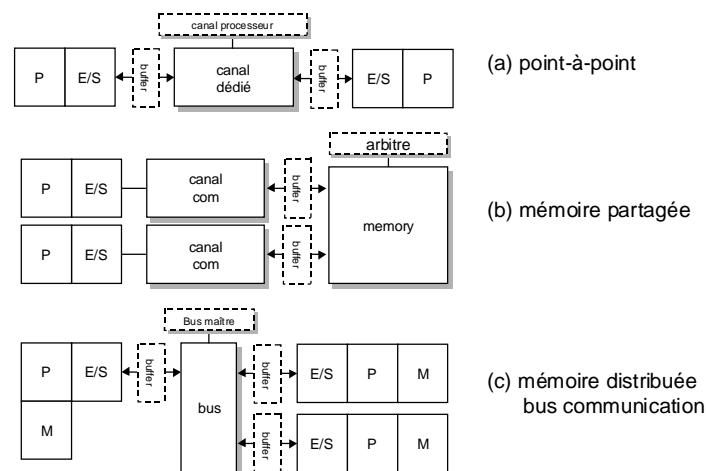 canal processeur
P E/S buffer canal dédié buffer E/S P
(a) point-à-point
arbitre
P E/S canal com buffer memory
P E/S canal com buffer
(b) mémoire partagée
Bus maître
P E/S buffer bus buffer E/S P M
M
buffer E/S P M
(c) mémoire distribuée
bus communication